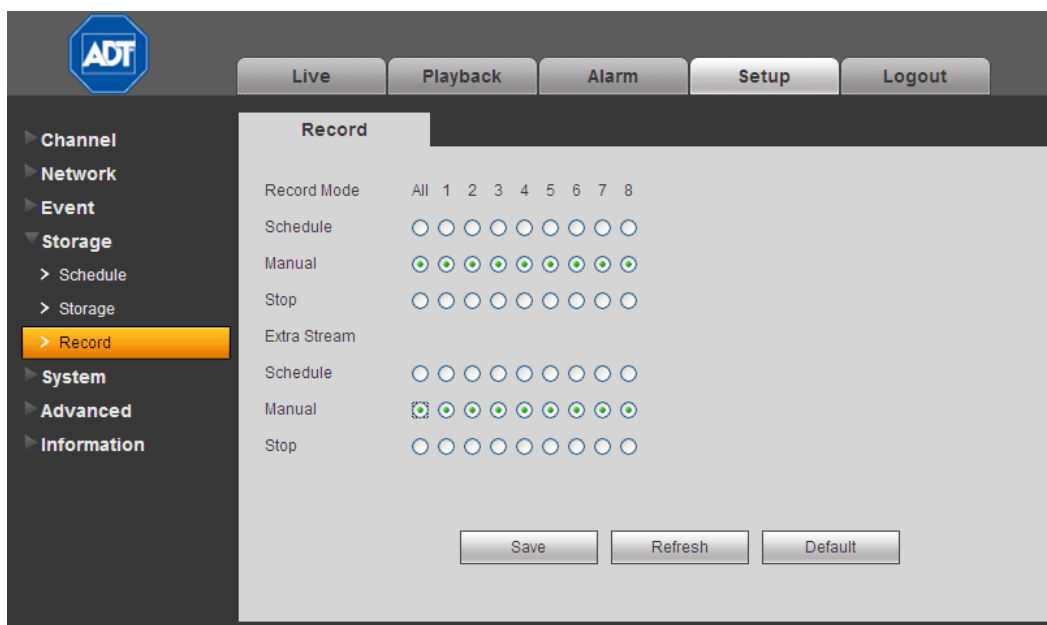 ADT
Live Playback Alarm Setup Logout
Channel
Network
Event
Storage
> Schedule
> Storage
> Record
System
Advanced
Information
Record
Record Mode All 1 2 3 4 5 6 7 8
Schedule
Manual
Stop
Extra Stream
Schedule
Manual
Stop
Save Refresh Default